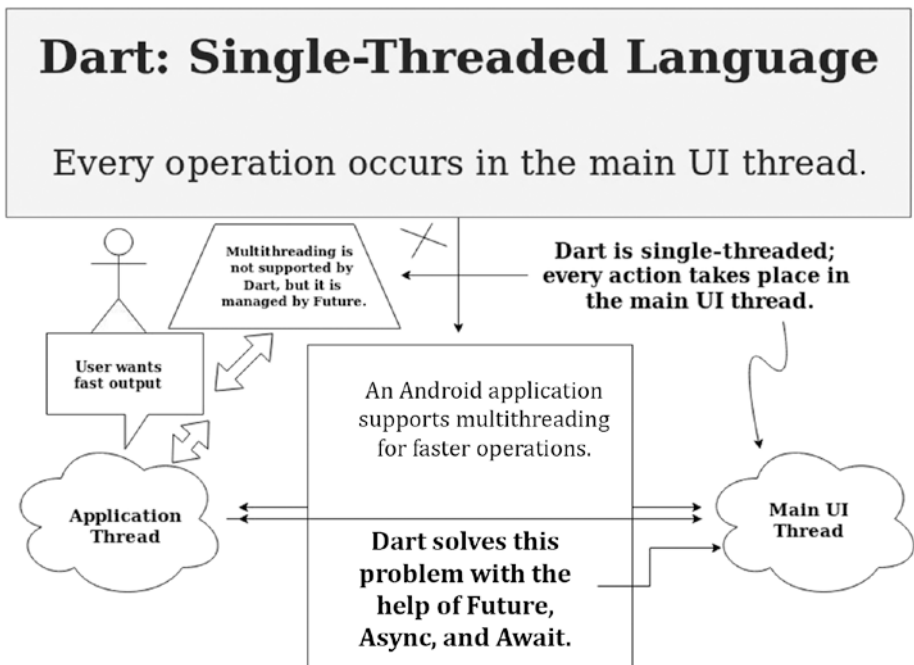 Dart: Single-Threaded Language
Every operation occurs in the main UI thread.
Multithreading is
not supported by
Dart, but it is
managed by Future.
Dart is single-threaded;
every action takes place in
the main UI thread.
User wants
fast output
An Android application
supports multithreading
for faster operations.
Application
Thread
Main UI
Thread
Dart solves this
problem with the
help of Future,
Async, and Await.